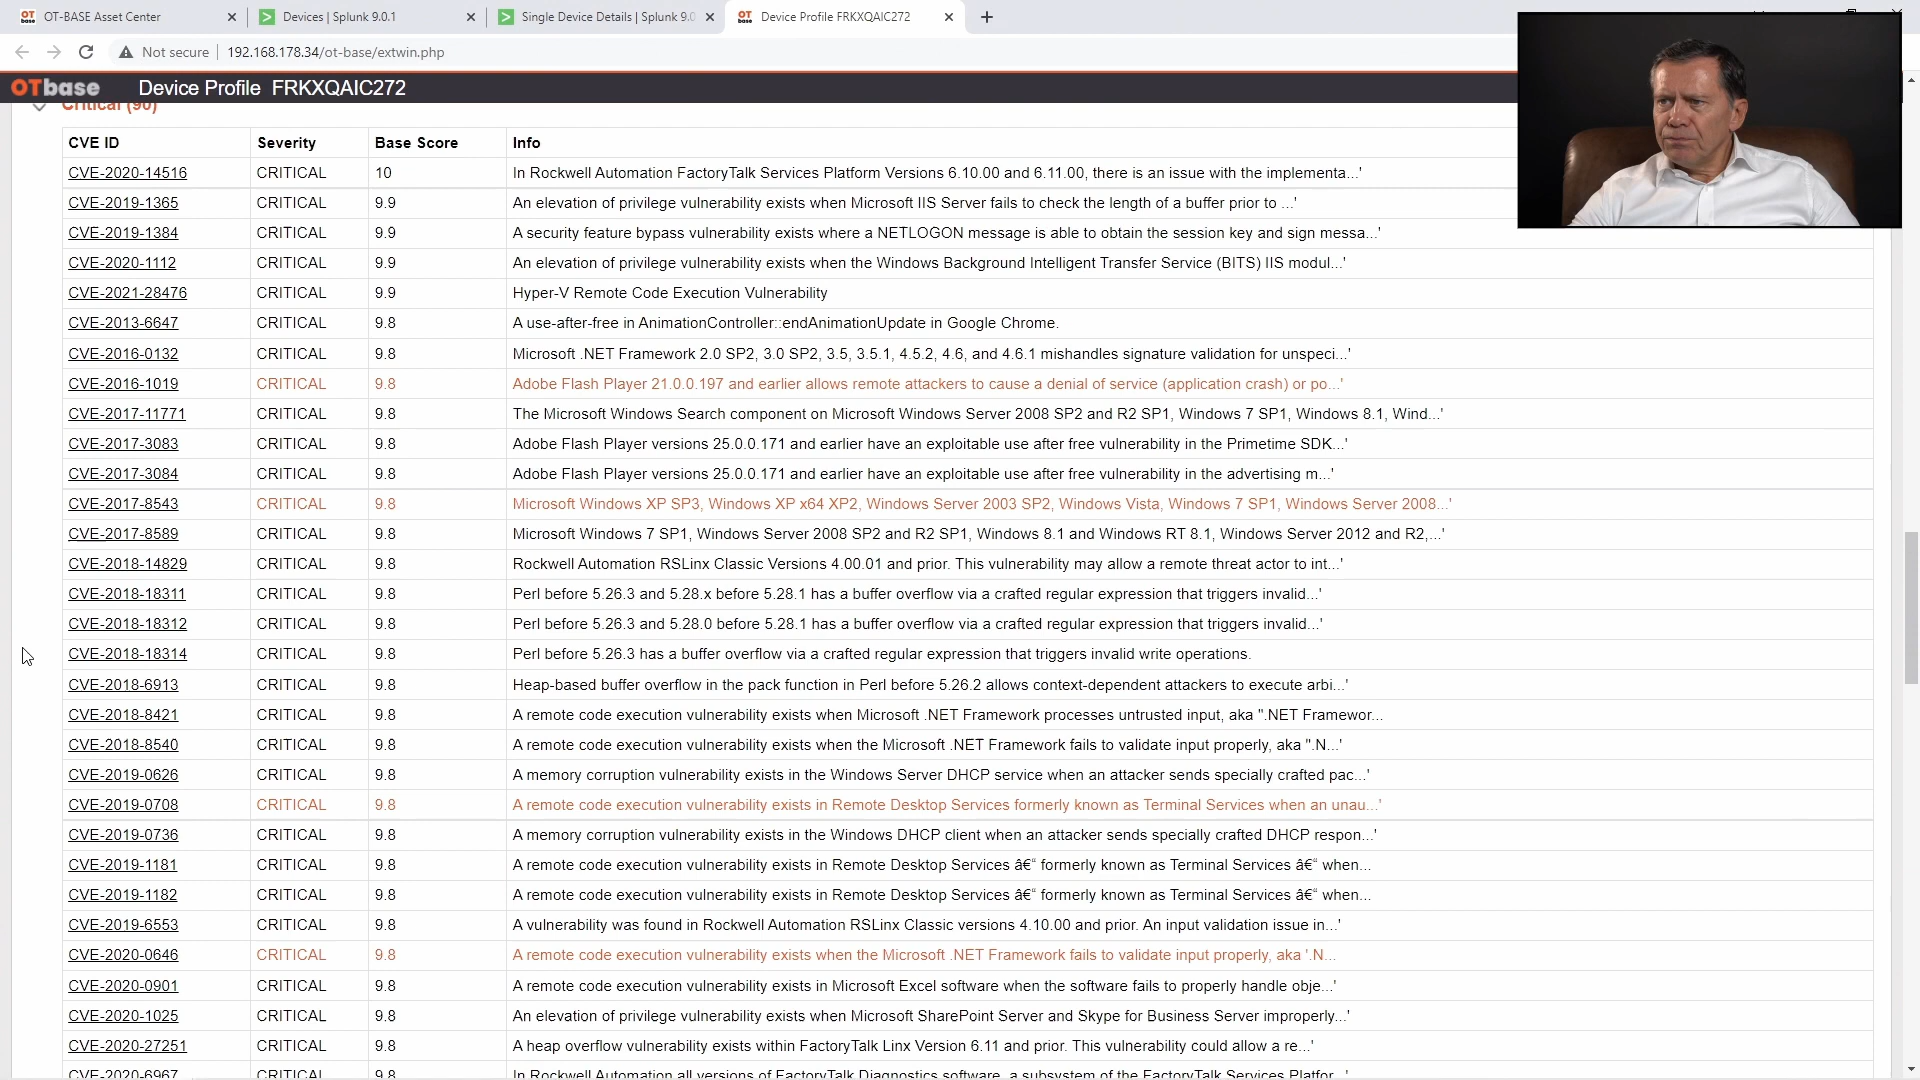 OT-BASE Asset Center
Devices | Splunk 9.0.1
Single Device Details | Splunk 9.0
Device Profile FRKXQAIC272
Not secure
192.168.178.34/ot-base/extwin.php
OTbase
Device Profile FRKXQAIC272
Critical (90)
CVE ID Severity Base Score Info
CVE-2020-14516 CRITICAL 10 In Rockwell Automation FactoryTalk Services Platform Versions 6.10.00 and 6.11.00, there is an issue with the implementa...'
CVE-2019-1365 CRITICAL 9.9 An elevation of privilege vulnerability exists when Microsoft IIS Server fails to check the length of a buffer prior to ...'
CVE-2019-1384 CRITICAL 9.9 A security feature bypass vulnerability exists where a NETLOGON message is able to obtain the session key and sign messa...'
CVE-2020-1112 CRITICAL 9.9 An elevation of privilege vulnerability exists when the Windows Background Intelligent Transfer Service (BITS) IIS modul...'
CVE-2021-28476 CRITICAL 9.9 Hyper-V Remote Code Execution Vulnerability
CVE-2013-6647 CRITICAL 9.8 A use-after-free in AnimationController::endAnimationUpdate in Google Chrome.
CVE-2016-0132 CRITICAL 9.8 Microsoft .NET Framework 2.0 SP2, 3.0 SP2, 3.5, 3.5.1, 4.5.2, 4.6, and 4.6.1 mishandles signature validation for unspeci...'
CVE-2016-1019 CRITICAL 9.8 Adobe Flash Player 21.0.0.197 and earlier allows remote attackers to cause a denial of service (application crash) or po...'
CVE-2017-11771 CRITICAL 9.8 The Microsoft Windows Search component on Microsoft Windows Server 2008 SP2 and R2 SP1, Windows 7 SP1, Windows 8.1, Wind...'
CVE-2017-3083 CRITICAL 9.8 Adobe Flash Player versions 25.0.0.171 and earlier have an exploitable use after free vulnerability in the Primetime SDK...'
CVE-2017-3084 CRITICAL 9.8 Adobe Flash Player versions 25.0.0.171 and earlier have an exploitable use after free vulnerability in the advertising m...'
CVE-2017-8543 CRITICAL 9.8 Microsoft Windows XP SP3, Windows XP x64 XP2, Windows Server 2003 SP2, Windows Vista, Windows 7 SP1, Windows Server 2008...'
CVE-2017-8589 CRITICAL 9.8 Microsoft Windows 7 SP1, Windows Server 2008 SP2 and R2 SP1, Windows 8.1 and Windows RT 8.1, Windows Server 2012 and R2,...'
CVE-2018-14829 CRITICAL 9.8 Rockwell Automation RSLinx Classic Versions 4.00.01 and prior. This vulnerability may allow a remote threat actor to int...'
CVE-2018-18311 CRITICAL 9.8 Perl before 5.26.3 and 5.28.x before 5.28.1 has a buffer overflow via a crafted regular expression that triggers invalid...'
CVE-2018-18312 CRITICAL 9.8 Perl before 5.26.3 and 5.28.0 before 5.28.1 has a buffer overflow via a crafted regular expression that triggers invalid...'
CVE-2018-18314 CRITICAL 9.8 Perl before 5.26.3 has a buffer overflow via a crafted regular expression that triggers invalid write operations.
CVE-2018-6913 CRITICAL 9.8 Heap-based buffer overflow in the pack function in Perl before 5.26.2 allows context-dependent attackers to execute arbi...'
CVE-2018-8421 CRITICAL 9.8 A remote code execution vulnerability exists when Microsoft .NET Framework processes untrusted input, aka ".NET Framewor...
CVE-2018-8540 CRITICAL 9.8 A remote code execution vulnerability exists when the Microsoft .NET Framework fails to validate input properly, aka ".N...'
CVE-2019-0626 CRITICAL 9.8 A memory corruption vulnerability exists in the Windows Server DHCP service when an attacker sends specially crafted pac...'
CVE-2019-0708 CRITICAL 9.8 A remote code execution vulnerability exists in Remote Desktop Services formerly known as Terminal Services when an unau...'
CVE-2019-0736 CRITICAL 9.8 A memory corruption vulnerability exists in the Windows DHCP client when an attacker sends specially crafted DHCP respon...'
CVE-2019-1181 CRITICAL 9.8 A remote code execution vulnerability exists in Remote Desktop Services â€“ formerly known as Terminal Services â€“ when...
CVE-2019-1182 CRITICAL 9.8 A remote code execution vulnerability exists in Remote Desktop Services â€“ formerly known as Terminal Services â€“ when...
CVE-2019-6553 CRITICAL 9.8 A vulnerability was found in Rockwell Automation RSLinx Classic versions 4.10.00 and prior. An input validation issue in...'
CVE-2020-0646 CRITICAL 9.8 A remote code execution vulnerability exists when the Microsoft .NET Framework fails to validate input properly, aka '.N...
CVE-2020-0901 CRITICAL 9.8 A remote code execution vulnerability exists in Microsoft Excel software when the software fails to properly handle obje...'
CVE-2020-1025 CRITICAL 9.8 An elevation of privilege vulnerability exists when Microsoft SharePoint Server and Skype for Business Server improperly...'
CVE-2020-27251 CRITICAL 9.8 A heap overflow vulnerability exists within FactoryTalk Linx Version 6.11 and prior. This vulnerability could allow a re...'
CVE-2020-6967 CRITICAL 9.8 In Rockwell Automation all versions of FactoryTalk Diagnostics software, a subsystem of the FactoryTalk Services Platfor...'